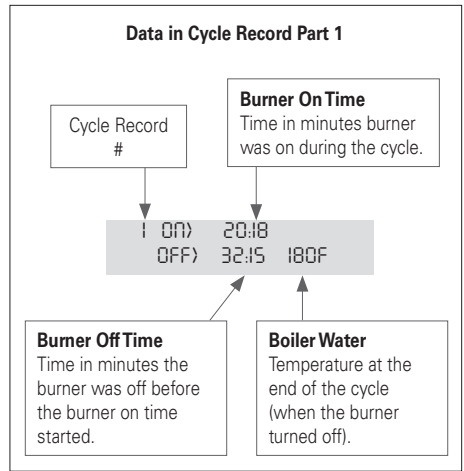 Data in Cycle Record Part 1
Burner On Time
Time in minutes burner
was on during the cycle.
Cycle Record
#
1 ON) 20:18
OFF) 32:15 180F
Burner Off Time
Time in minutes the
burner was off before
the burner on time
started.
Boiler Water
Temperature at the
end of the cycle
(when the burner
turned off).